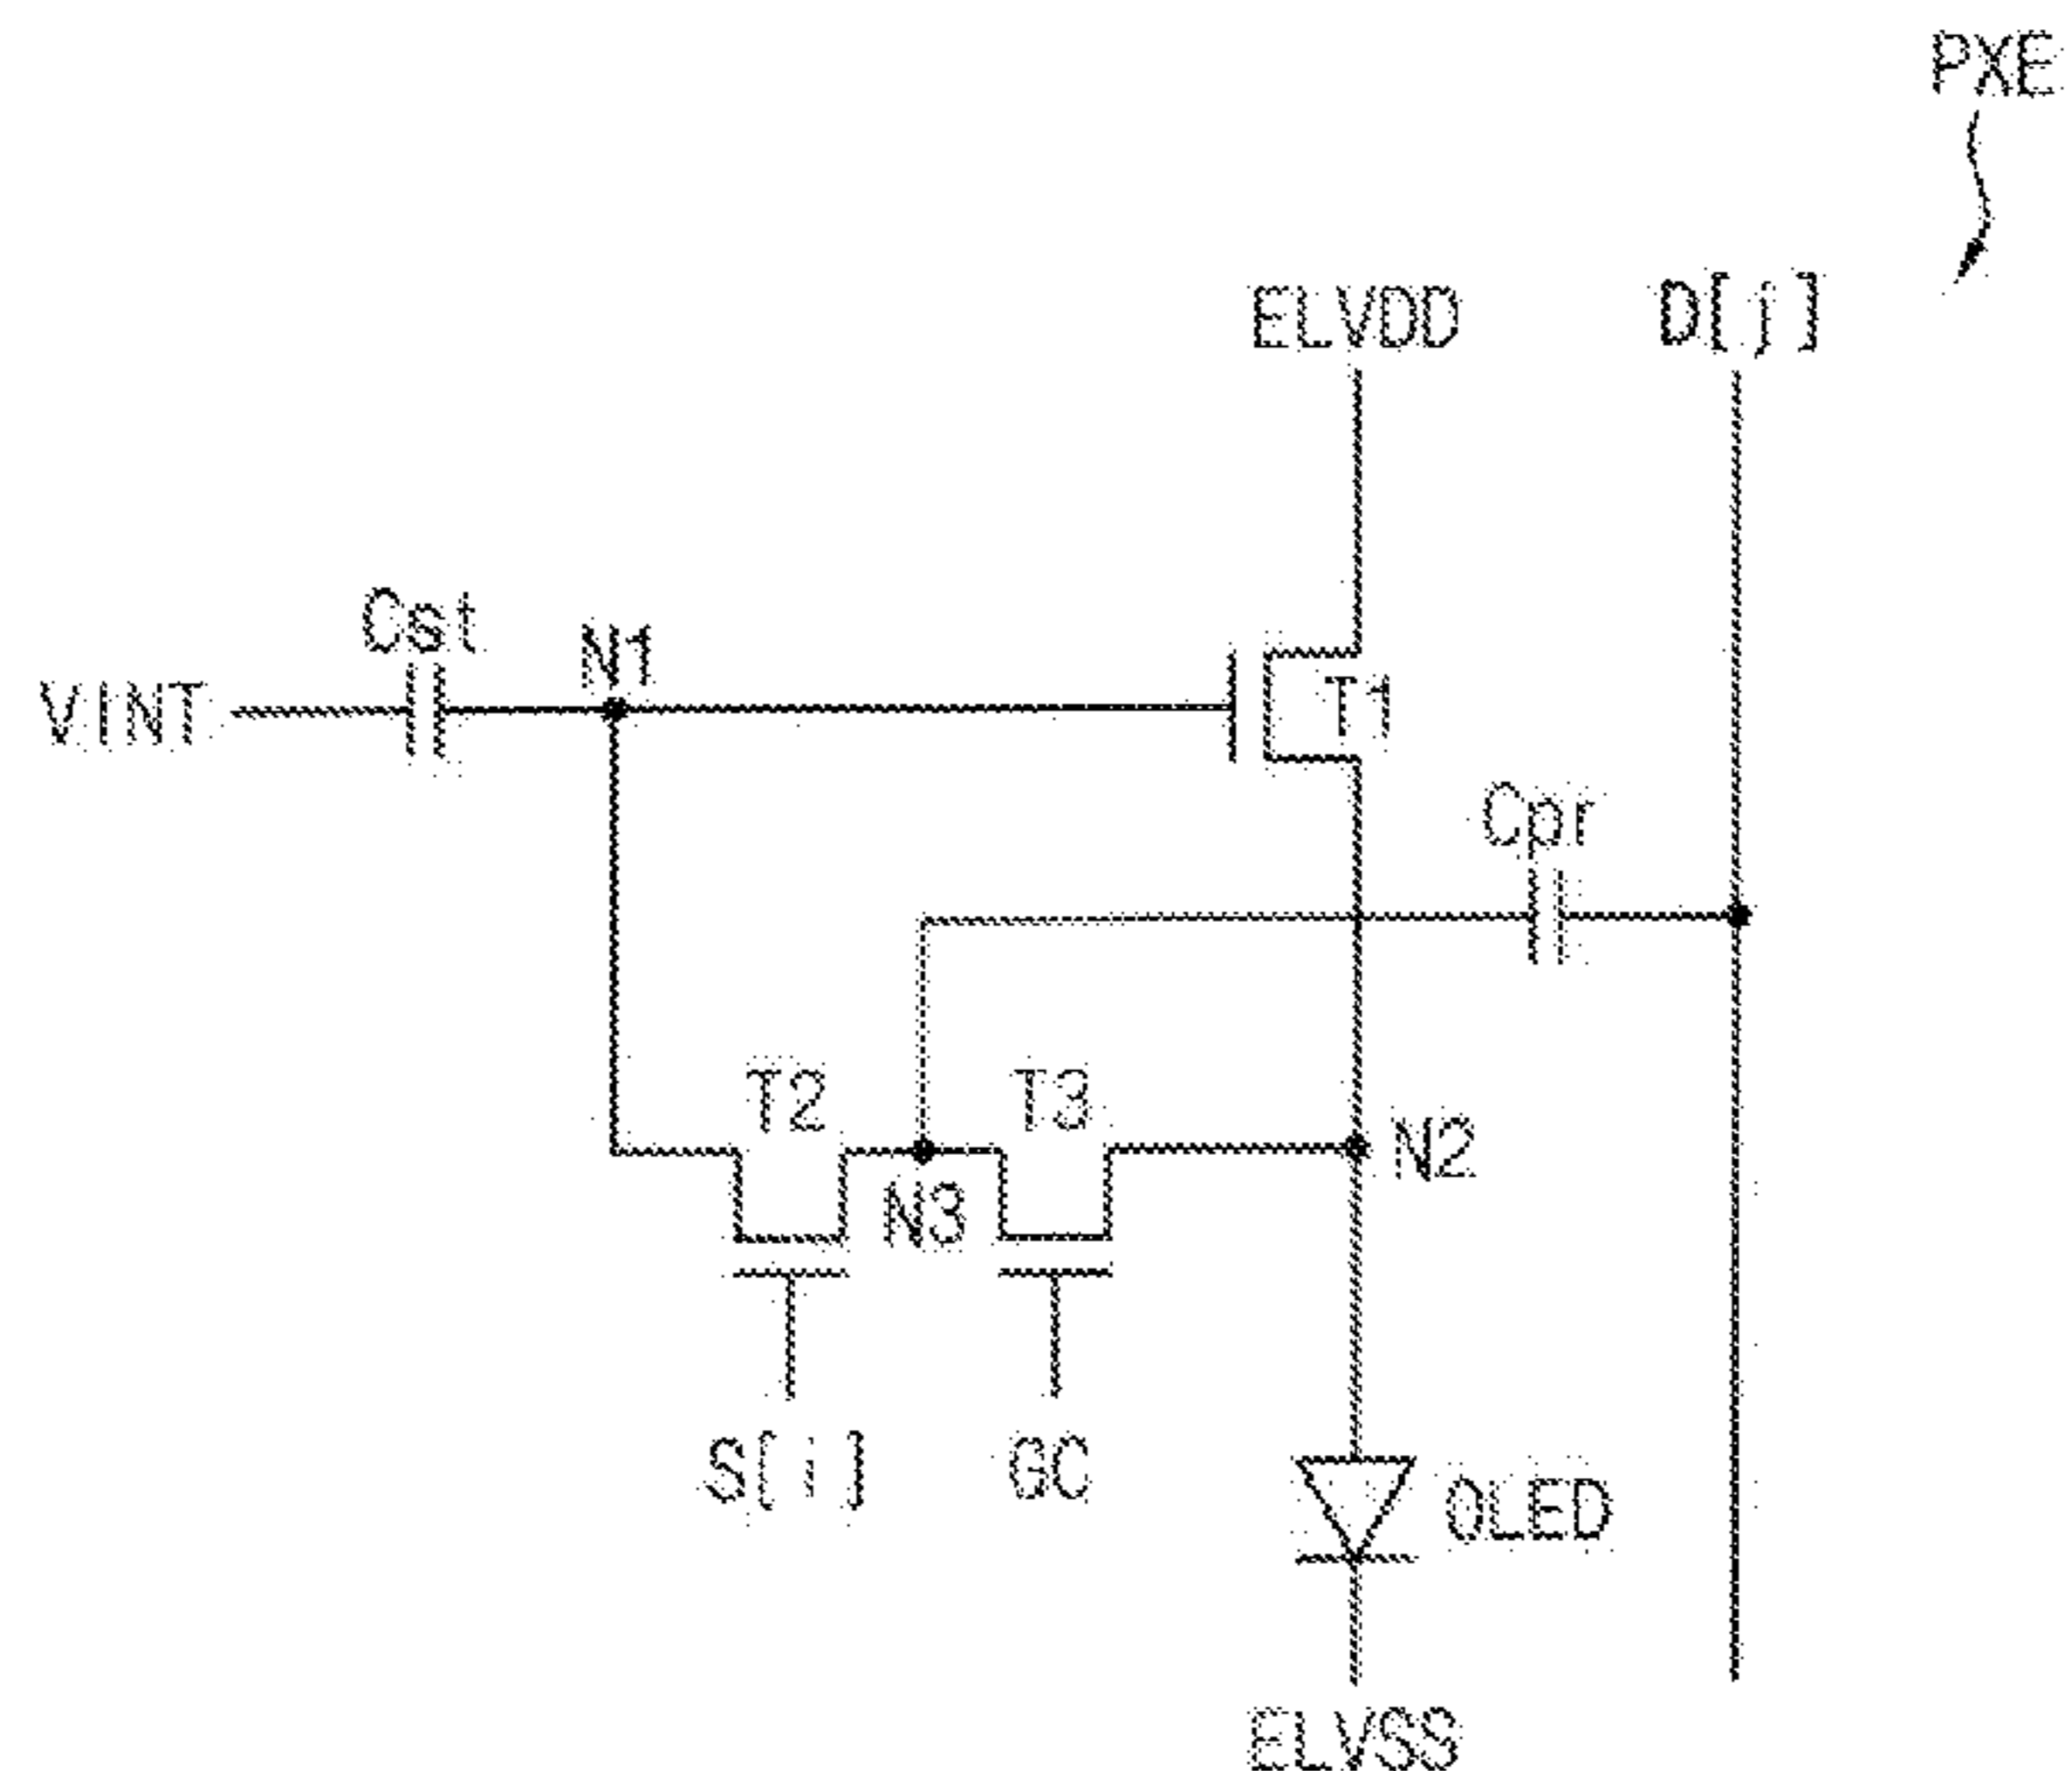 PXE
ELVDD
D[j]
Cst
N1
VINT
T1
Cpr
T2
T3
N2
N3
S[i]
GC
OLED
ELVSS